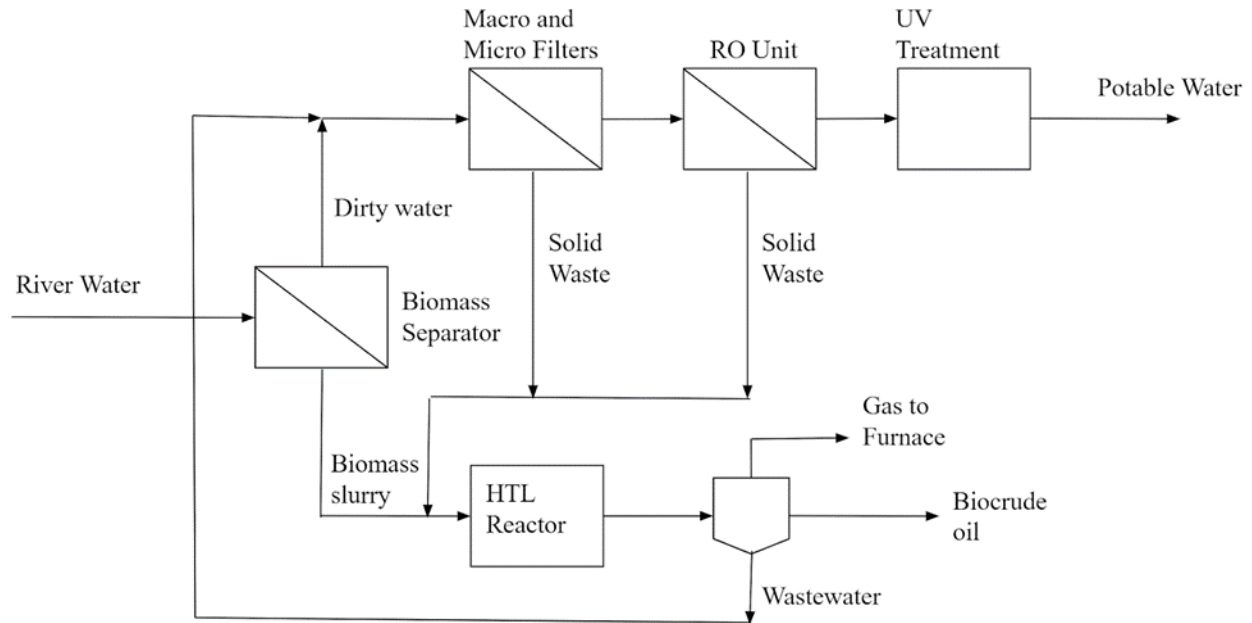 Macro and
Micro Filters
RO Unit
UV
Treatment
Potable Water
Dirty water
Solid
Waste
Solid
Waste
River Water
Biomass
Separator
Gas to
Furnace
Biomass
slurry
HTL
Reactor
Biocrude
oil
Wastewater